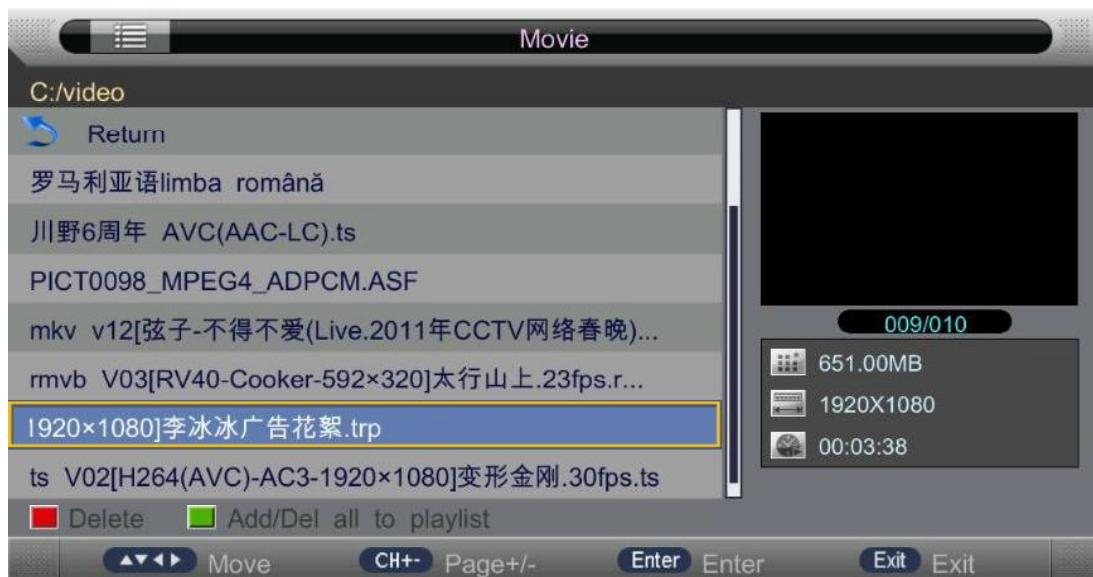 Movie
C:/video
Return
罗马利亚语limba română
川野6周年 AVC(AAC-LC).ts
PICT0098_MPEG4_ADPCM.ASF
mkv v12[弦子-不得不爱(Live.2011年CCTV网络春晚)...
rmvb V03[RV40-Cooker-592×320]太行山上.23fps.r...
1920×1080]李冰冰广告花絮.trp
ts V02[H264(AVC)-AC3-1920×1080]变形金刚.30fps.ts
009/010
651.00MB
1920X1080
00:03:38
Delete Add/Del all to playlist
Move CH+- Page+/- Enter Enter Exit Exit